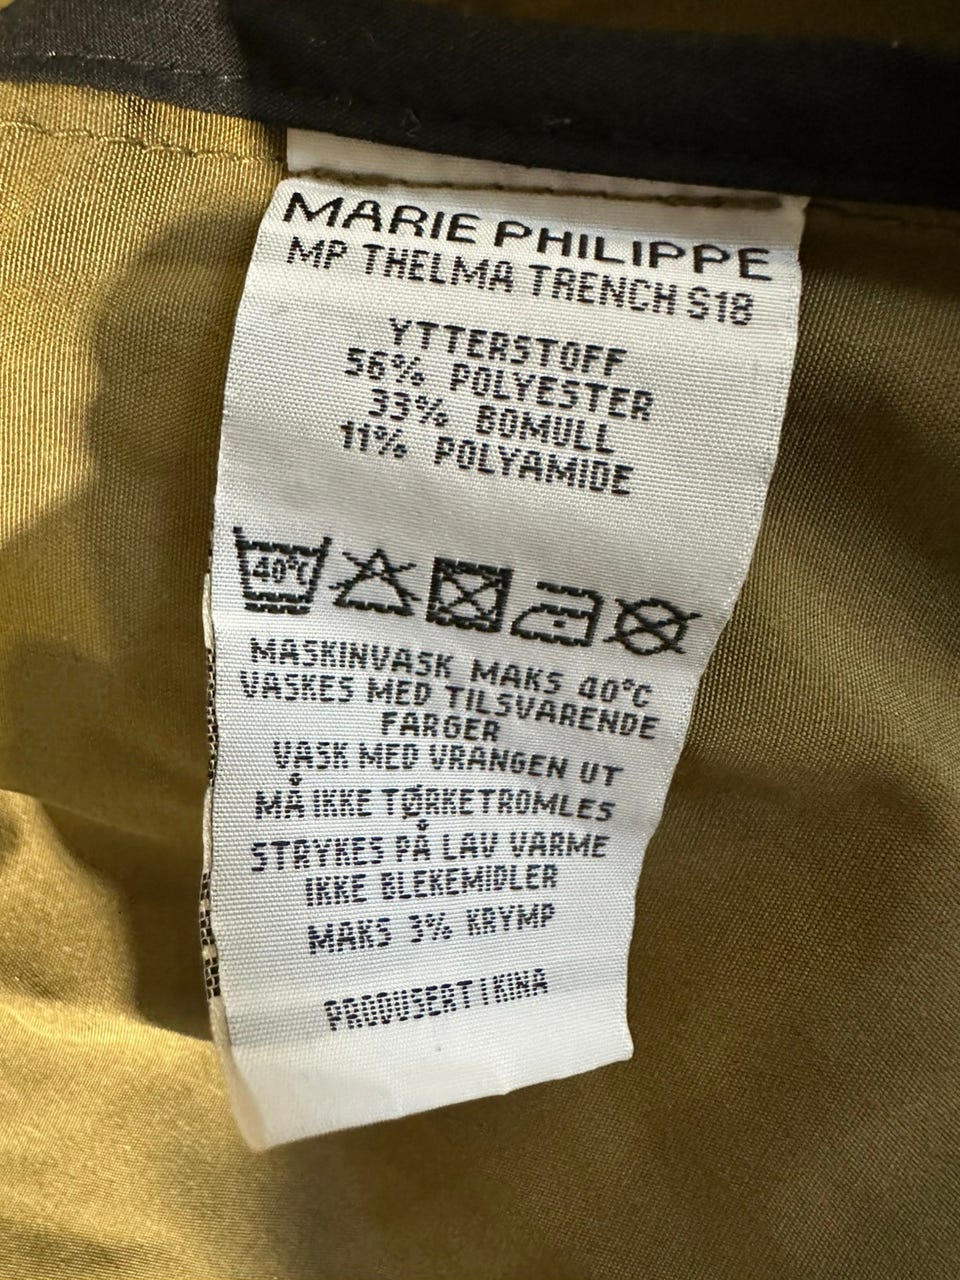 MARIE PHILIPPE
MP THELMA TRENCH S18
YTTERSTOFF
56% POLYESTER
33% BOMULL
11% POLYAMIDE
40°C
MASKINVASK MAKS 40°C
VASKES MED TILSVARENDE
FARGER
VASK MED VRANGEN UT
MÅ IKKE TØRKETROMLES
STRYKES PÅ LAV VARME
IKKE BLEKEMIDLER
MAKS 3% KRYMP
PRODUSERT I KINA